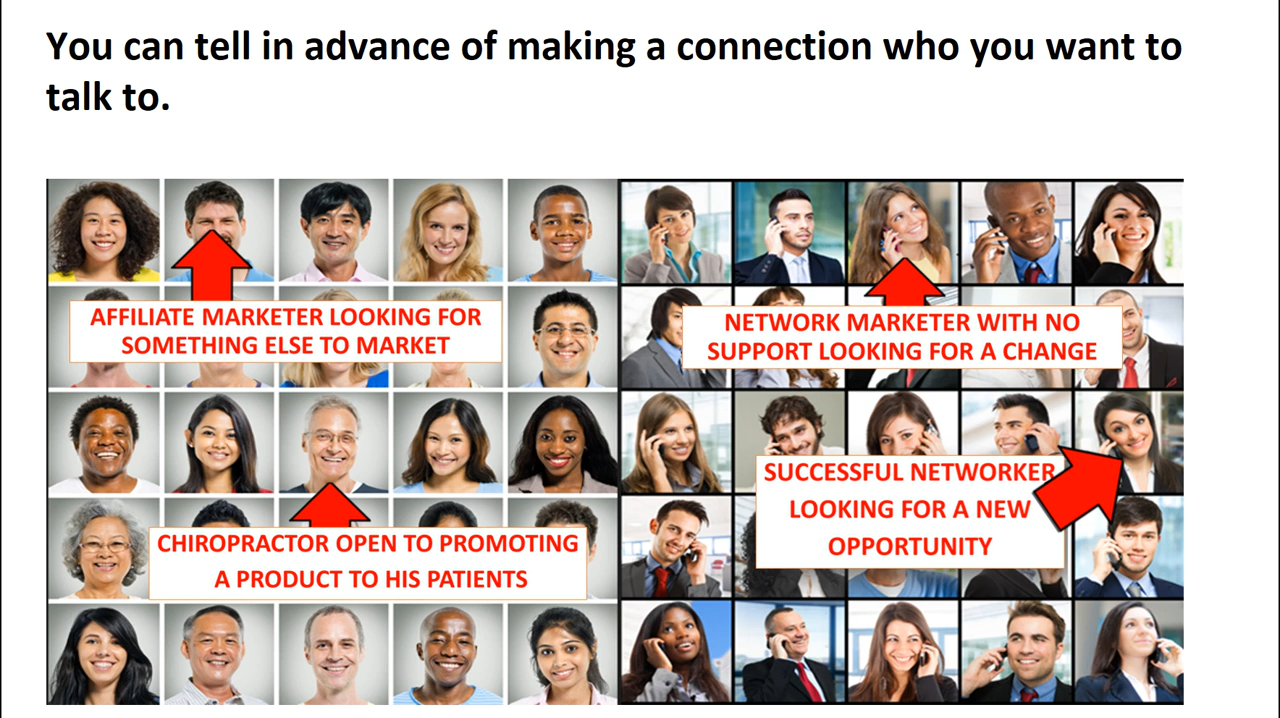 You can tell in advance of making a connection who you want to
talk to.
AFFILIATE MARKETER LOOKING FOR
SOMETHING ELSE TO MARKET
NETWORK MARKETER WITH NO
SUPPORT LOOKING FOR A CHANGE
SUCCESSFUL NETWORKER
LOOKING FOR A NEW
OPPORTUNITY
CHIROPRACTOR OPEN TO PROMOTING
A PRODUCT TO HIS PATIENTS